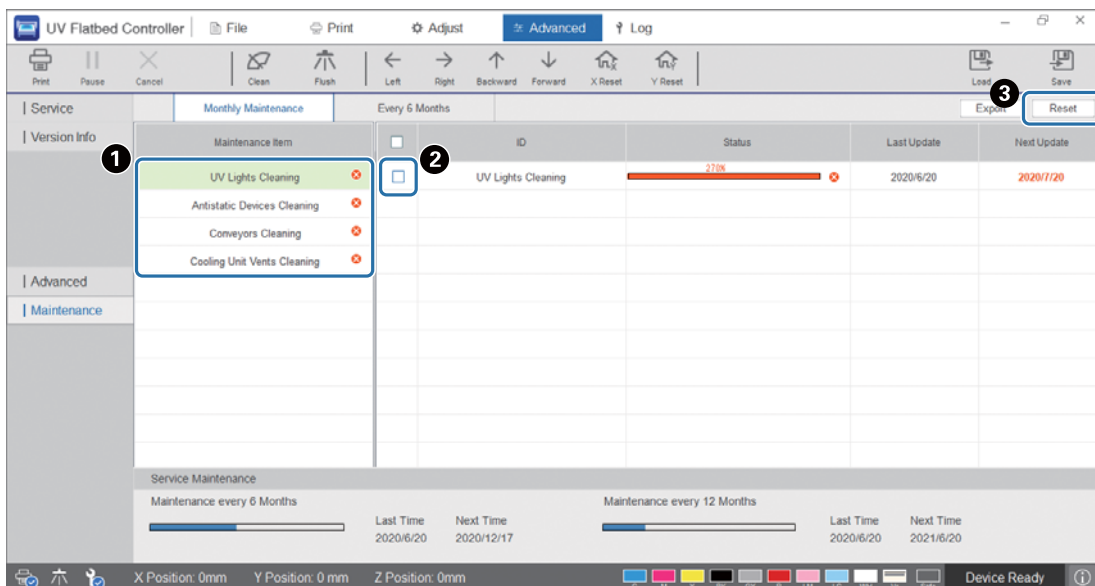 UV Flatbed Controller
File
Print
Adjust
Advanced
Log
Print
Pause
Cancel
Clean
Flush
Left
Right
Backward
Forward
X Reset
Y Reset
Load
Save
Service
Monthly Maintenance
Every 6 Months
3
Export
Reset
Version Info
1
Maintenance Item
2
ID
Status
Last Update
Next Update
UV Lights Cleaning
UV Lights Cleaning
270%
2020/6/20
2020/7/20
Antistatic Devices Cleaning
Conveyors Cleaning
Cooling Unit Vents Cleaning
Advanced
Maintenance
Service Maintenance
Maintenance every 6 Months
Last Time
Next Time
2020/6/20
2020/12/17
Maintenance every 12 Months
Last Time
Next Time
2020/6/20
2021/6/20
X Position: 0mm
Y Position: 0 mm
Z Position: 0mm
Device Ready